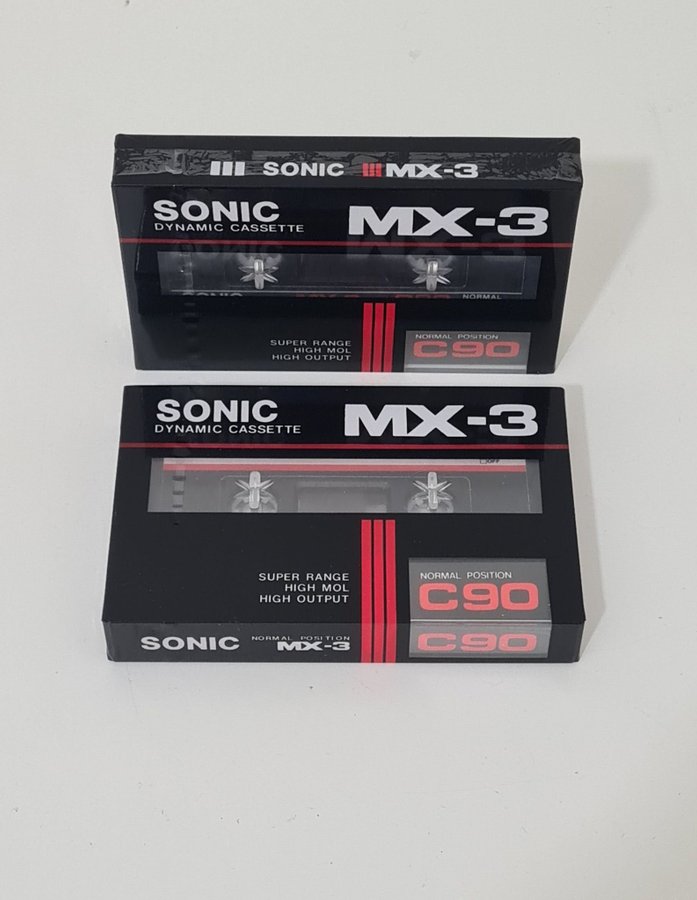 SONIC MX-3
SONIC
DYNAMIC CASSETTE
MX-3
NORMAL
SUPER RANGE
HIGH MOL
HIGH OUTPUT
NORMAL POSITION
C90
SONIC
DYNAMIC CASSETTE
MX-3
OFF
SUPER RANGE
HIGH MOL
HIGH OUTPUT
NORMAL POSITION
C90
SONIC
NORMAL POSITION
MX-3
C90